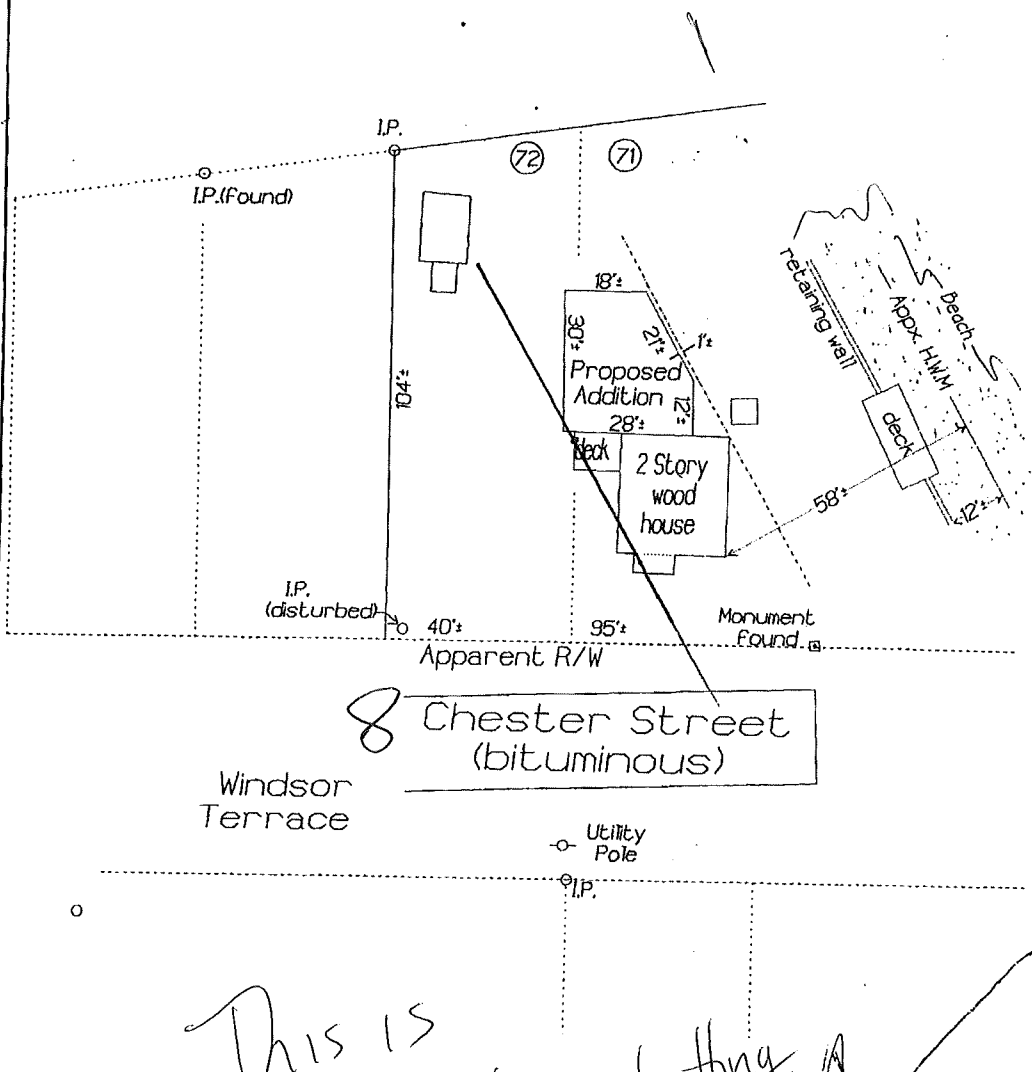 I.P.
72
71
I.P.(found)
retaining wall
Beach
Appx. H.W.M
18'±
30'±
21'±
1'±
104'±
Proposed
Addition
12'±
28'±
deck
deck
2 Story
wood
house
58'±
12'±
I.P.
(disturbed)
40'±
95'±
Monument
found
Apparent R/W
8 Chester Street
(bituminous)
Windsor
Terrace
Utility
Pole
I.P.
This is